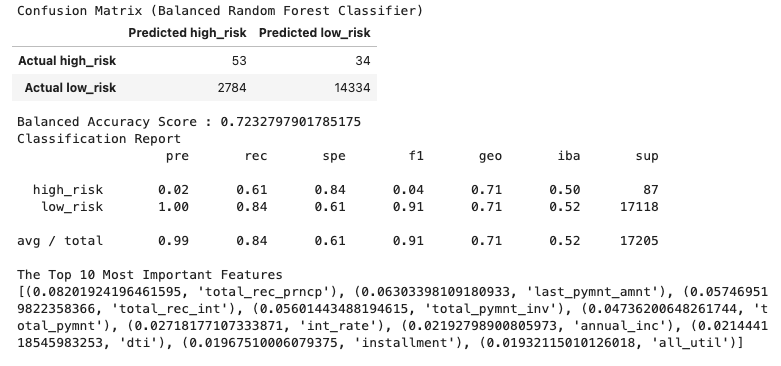 Confusion Matrix (Balanced Random Forest Classifier)
Predicted high_risk Predicted low_risk
Actual high_risk 53 34
Actual low_risk 2784 14334
Balanced Accuracy Score : 0.7232797901785175
Classification Report
pre rec spe f1 geo iba sup
high_risk 0.02 0.61 0.84 0.04 0.71 0.50 87
low_risk 1.00 0.84 0.61 0.91 0.71 0.52 17118
avg / total 0.99 0.84 0.61 0.91 0.71 0.52 17205
The Top 10 Most Important Features
[(0.08201924196461595, 'total_rec_prncp'), (0.06303398109180933, 'last_pymnt_amnt'), (0.05746951
9822358366, 'total_rec_int'), (0.05601443488194615, 'total_pymnt_inv'), (0.04736200648261744, 't
otal_pymnt'), (0.02718177107333871, 'int_rate'), (0.02192798900805973, 'annual_inc'), (0.0214441
18545983253, 'dti'), (0.01967510006079375, 'installment'), (0.01932115010126018, 'all_util')]